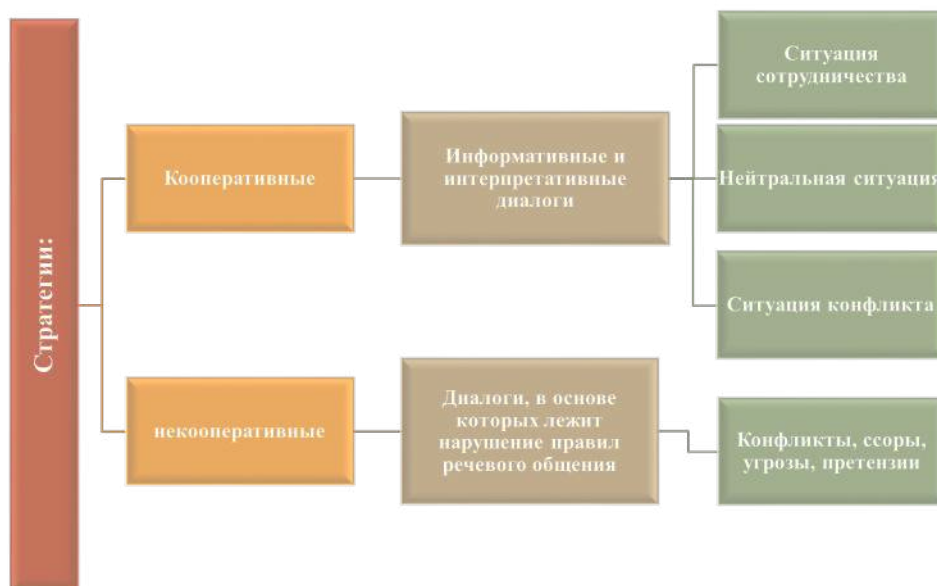 Стратегии:
Кооперативные
Информативные и
интерпретативные
диалоги
Ситуация
сотрудничества
Нейтральная ситуация
Ситуация конфликта
некооперативные
Диалоги, в основе
которых лежит
нарушение правил
речевого общения
Конфликты, ссоры,
угрозы, претензии